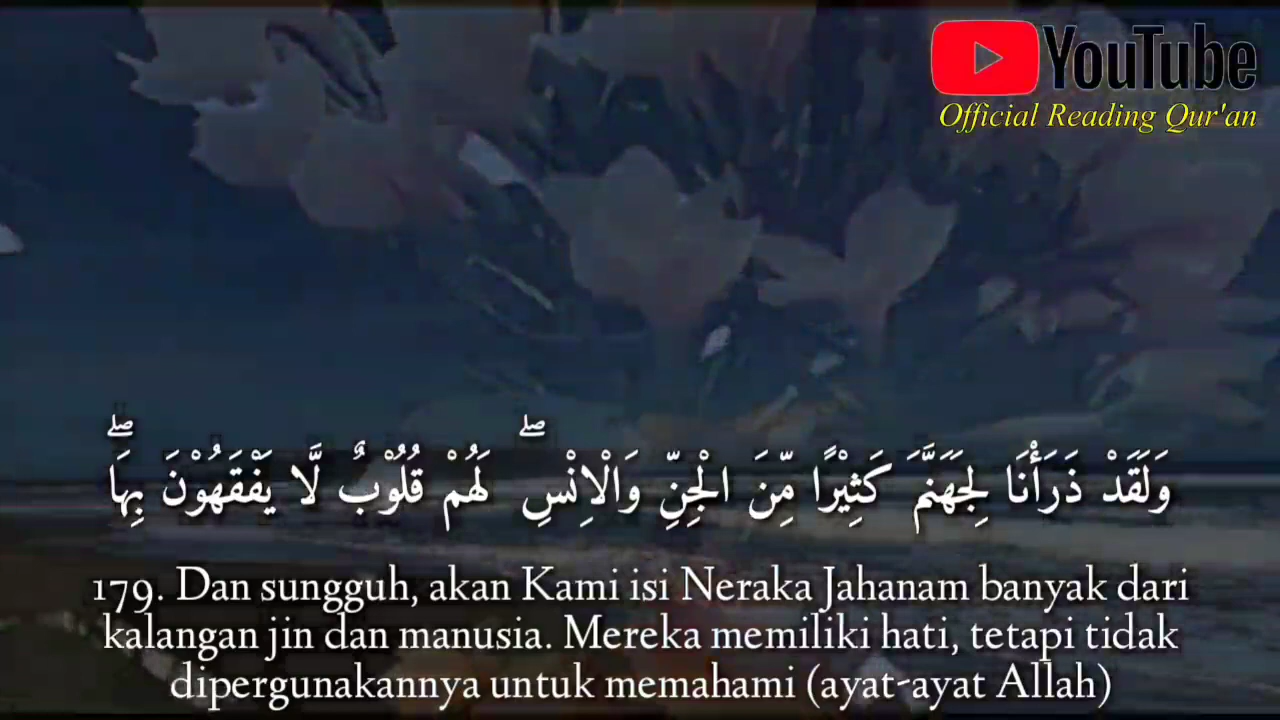 YouTube
Official Reading Qur'an
وَلَقَدْ ذَرَأْنَا لِجَهَنَّمَ كَثِيْرًا مِّنَ الْجِنِّ وَالْاِنْسِۖ لَهُمْ قُلُوْبٌ لَّا يَفْقَهُوْنَ بِهَاۖ
179. Dan sungguh, akan Kami isi Neraka Jahanam banyak dari
kalangan jin dan manusia. Mereka memiliki hati, tetapi tidak
dipergunakannya untuk memahami (ayat-ayat Allah)